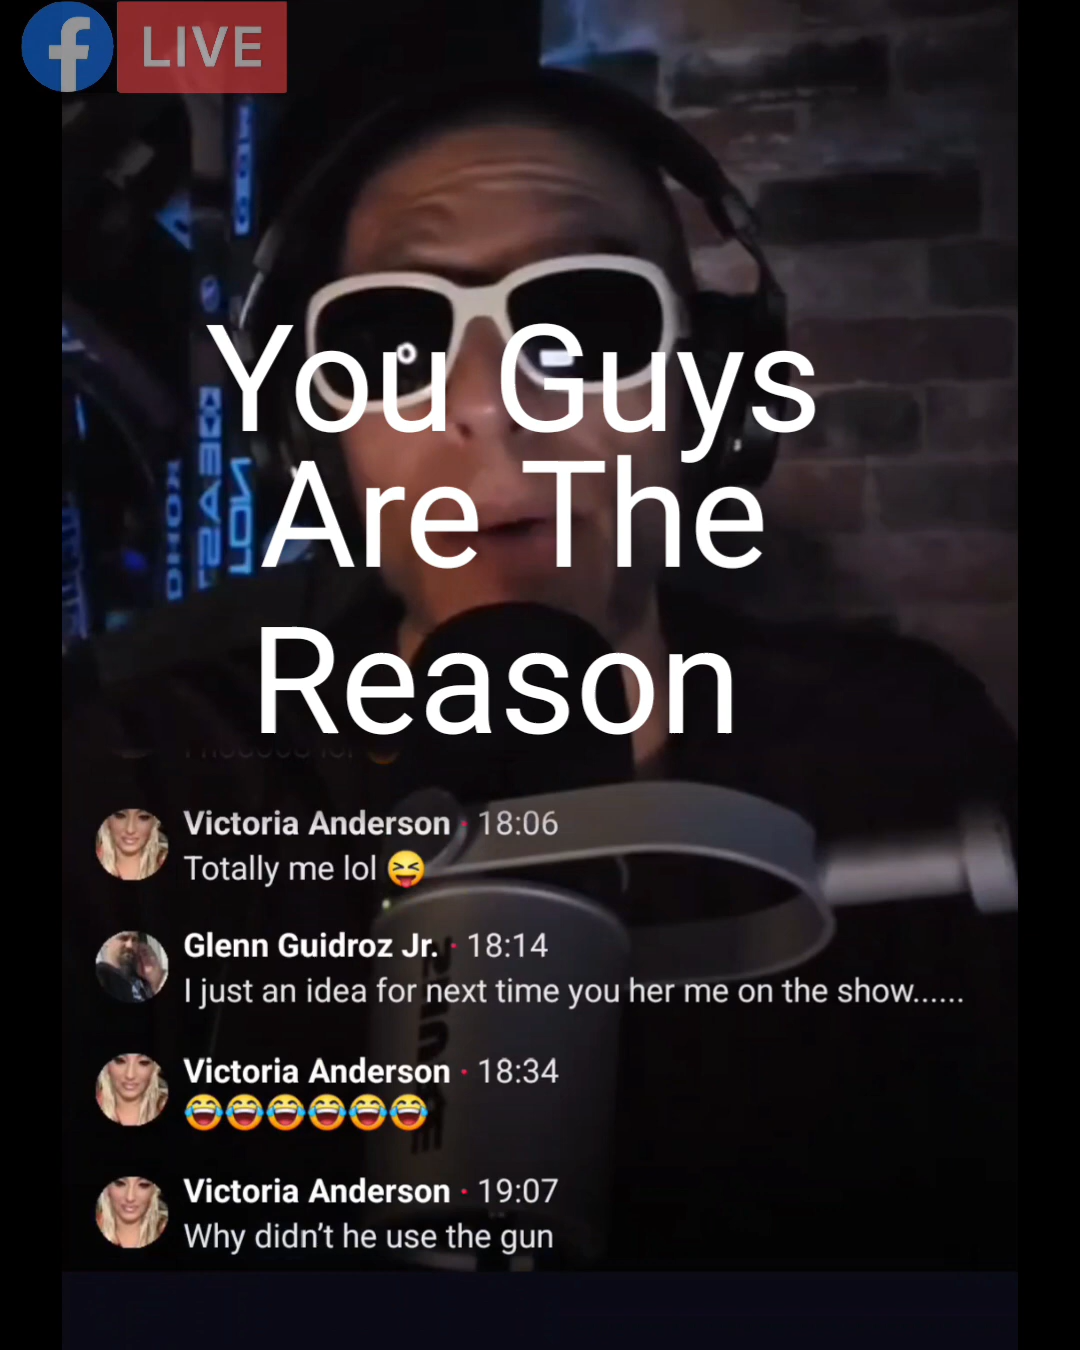 LIVE
You Guys
Are The
Reason
Victoria Anderson · 18:06
Totally me lol 😝
Glenn Guidroz Jr. · 18:14
I just an idea for next time you her me on the show......
Victoria Anderson · 18:34
😂😂😂😂😂😂
Victoria Anderson · 19:07
Why didn't he use the gun